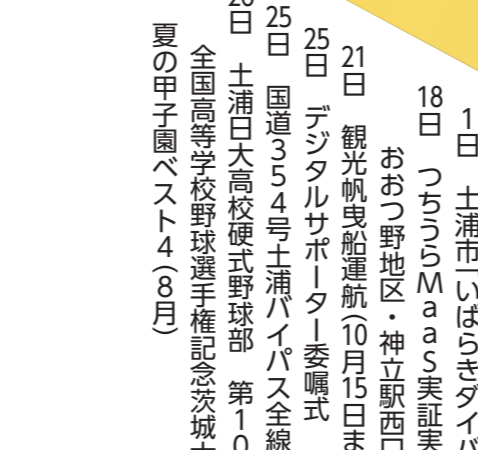 1日 土浦市―いばらきダイバ
18日 つちうらMaaS実証実
おおつ野地区・神立駅西口
21日 観光帆曳船運航(10月15日ま
25日 デジタルサポーター委嘱式
25日 国道354号土浦バイパス全線
日 土浦日大高校硬式野球部 第10
全国高等学校野球選手権記念茨城大
夏の甲子園ベスト4(8月)